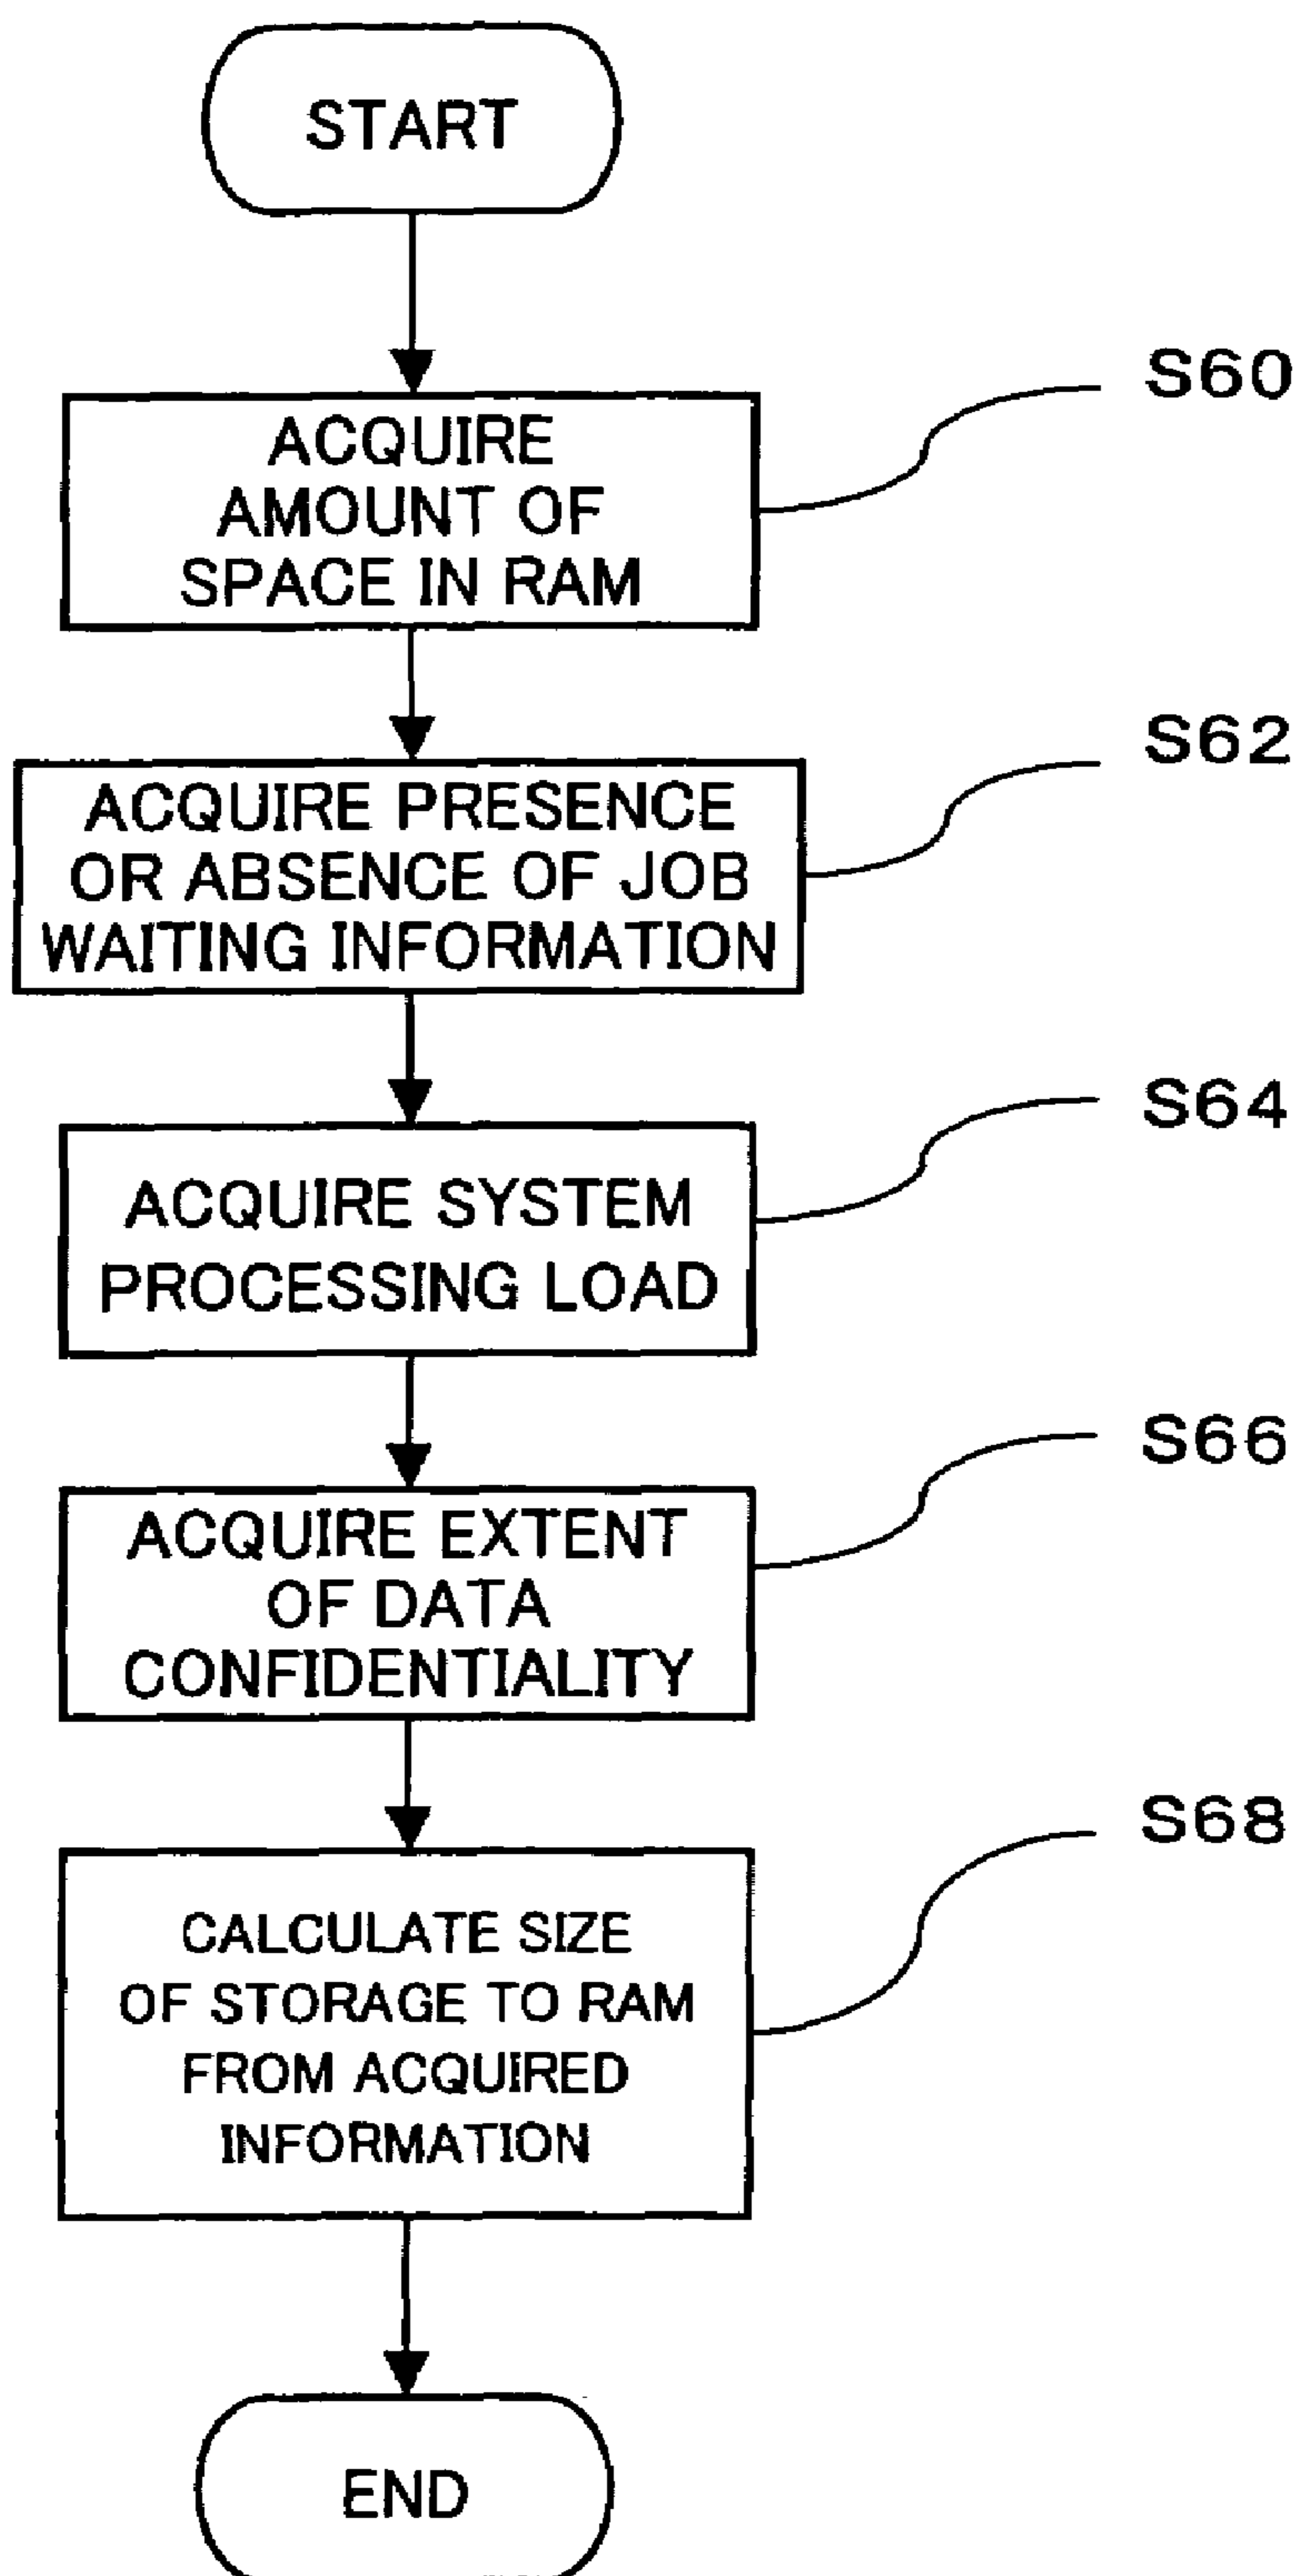 START
S60
ACQUIRE
AMOUNT OF
SPACE IN RAM
S62
ACQUIRE PRESENCE
OR ABSENCE OF JOB
WAITING INFORMATION
S64
ACQUIRE SYSTEM
PROCESSING LOAD
S66
ACQUIRE EXTENT
OF DATA
CONFIDENTIALITY
S68
CALCULATE SIZE
OF STORAGE TO RAM
FROM ACQUIRED
INFORMATION
END